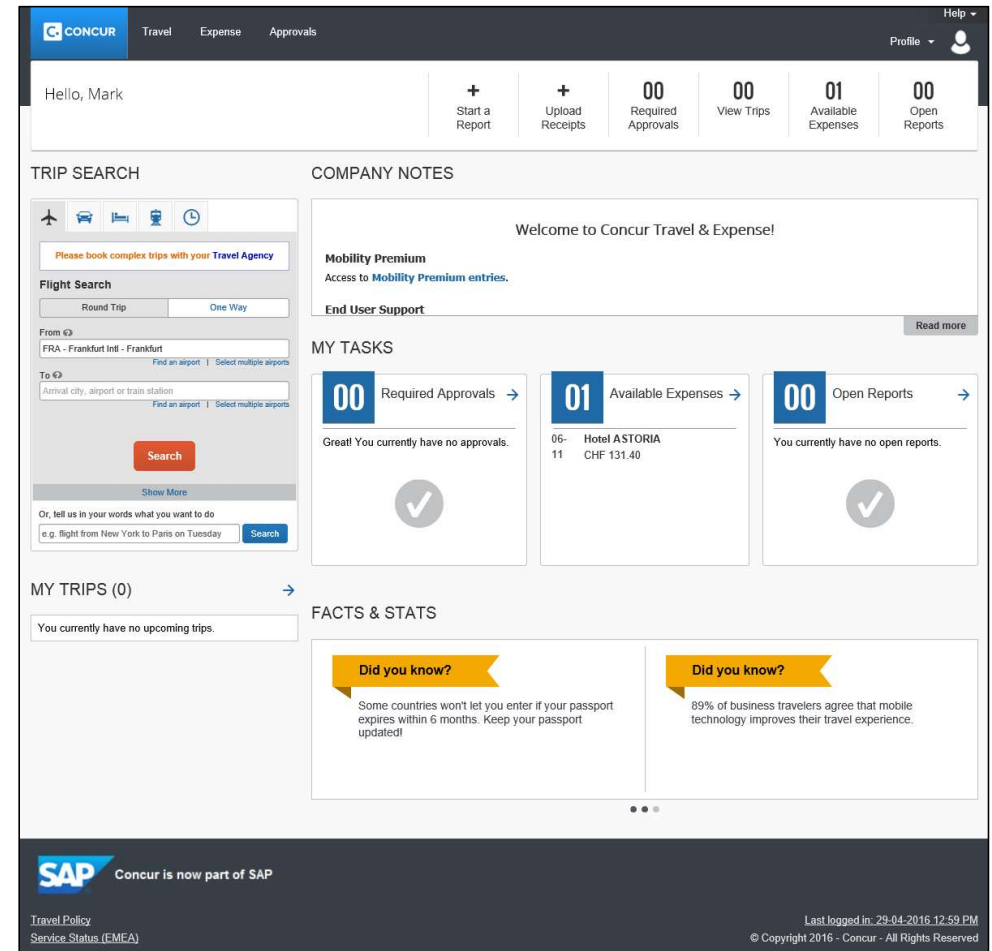 Help
C. CONCUR Travel Expense Approvals
Profile
Hello, Mark
+ Start a Report
+ Upload Receipts
00 Required Approvals
00 View Trips
01 Available Expenses
00 Open Reports
TRIP SEARCH
Please book complex trips with your Travel Agency
Flight Search
Round Trip One Way
From
FRA - Frankfurt Intl - Frankfurt
Find an airport | Select multiple airports
To
Arrival city, airport or train station
Find an airport | Select multiple airports
Search
Show More
Or, tell us in your words what you want to do
e.g. flight from New York to Paris on Tuesday Search
MY TRIPS (0)
You currently have no upcoming trips.
COMPANY NOTES
Welcome to Concur Travel & Expense!
Mobility Premium
Access to Mobility Premium entries.
End User Support
Read more
MY TASKS
00 Required Approvals
Great! You currently have no approvals.
01 Available Expenses
06- Hotel ASTORIA
11 CHF 131.40
00 Open Reports
You currently have no open reports.
FACTS & STATS
Did you know?
Some countries won't let you enter if your passport
expires within 6 months. Keep your passport
updated!
Did you know?
89% of business travelers agree that mobile
technology improves their travel experience.
SAP Concur is now part of SAP
Travel Policy
Service Status (EMEA)
Last logged in: 29-04-2016 12:59 PM
© Copyright 2016 - Concur - All Rights Reserved